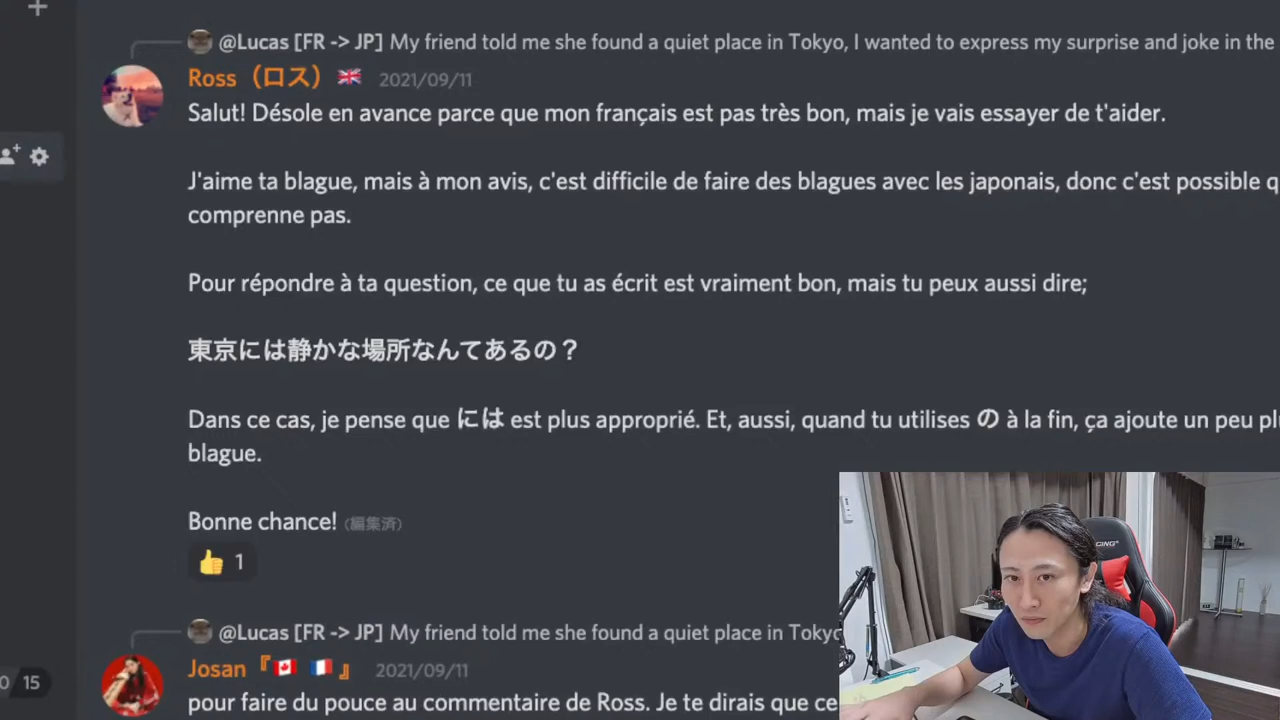 @Lucas [FR -> JP] My friend told me she found a quiet place in Tokyo, I wanted to express my surprise and joke in the
Ross（ロス） 2021/09/11
Salut! Désole en avance parce que mon français est pas très bon, mais je vais essayer de t'aider.
J'aime ta blague, mais à mon avis, c'est difficile de faire des blagues avec les japonais, donc c'est possible q
comprenne pas.
Pour répondre à ta question, ce que tu as écrit est vraiment bon, mais tu peux aussi dire;
東京には静かな場所なんてあるの？
Dans ce cas, je pense que には est plus approprié. Et, aussi, quand tu utilises の à la fin, ça ajoute un peu pl
blague.
Bonne chance! (編集済)
👍 1
@Lucas [FR -> JP] My friend told me she found a quiet place in Tokyo
Josan『🇨🇦 🇫🇷 』 2021/09/11
0 / 15
pour faire du pouce au commentaire de Ross. Je te dirais que ce